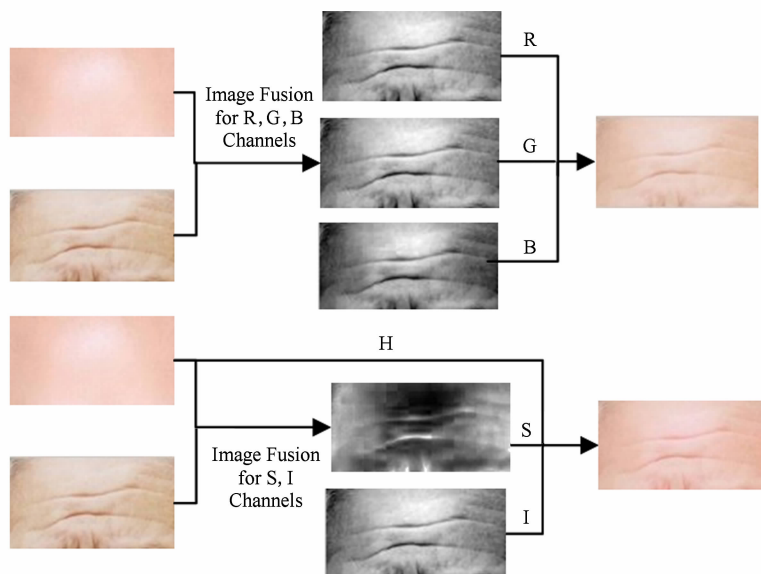 R
Image Fusion
for R, G, B
Channels
G
B
H
S
Image Fusion
for S, I
Channels
I